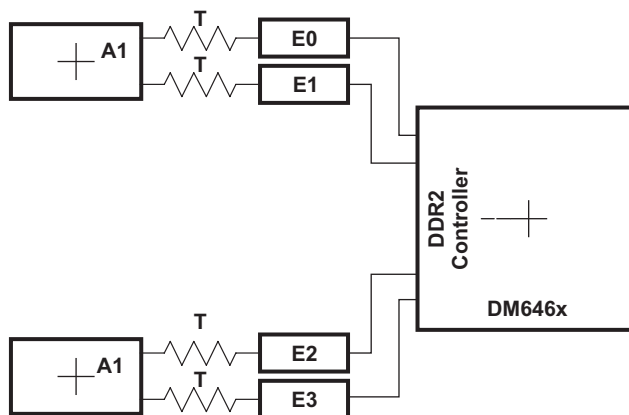 T
A1
E0
T
E1
DDR2
Controller
DM646x
T
A1
E2
T
E3